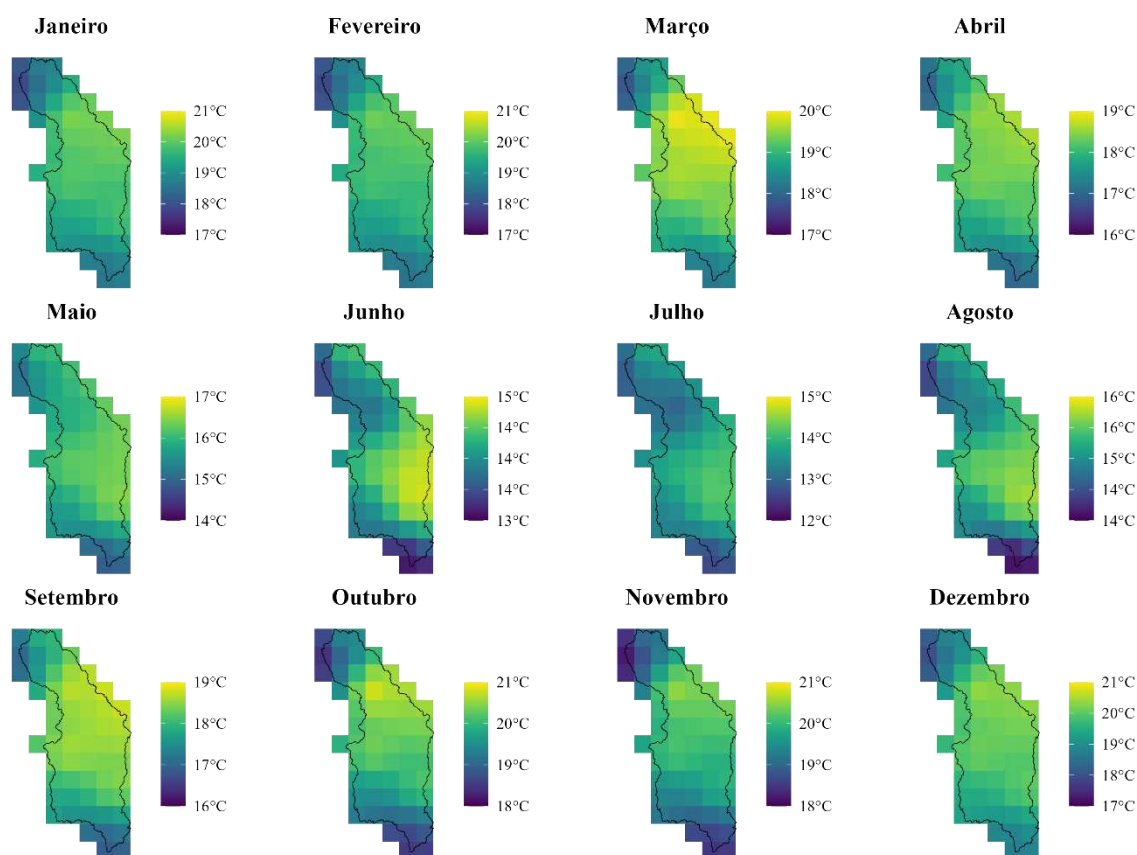 Janeiro
21°C
20°C
19°C
18°C
17°C
Fevereiro
21°C
20°C
19°C
18°C
17°C
Março
20°C
19°C
18°C
17°C
Abril
19°C
18°C
17°C
16°C
Maio
17°C
16°C
15°C
14°C
Junho
15°C
14°C
14°C
14°C
13°C
Julho
15°C
14°C
13°C
12°C
Agosto
16°C
16°C
15°C
14°C
14°C
Setembro
19°C
18°C
17°C
16°C
Outubro
21°C
20°C
19°C
18°C
Novembro
21°C
20°C
19°C
18°C
Dezembro
21°C
20°C
19°C
18°C
17°C